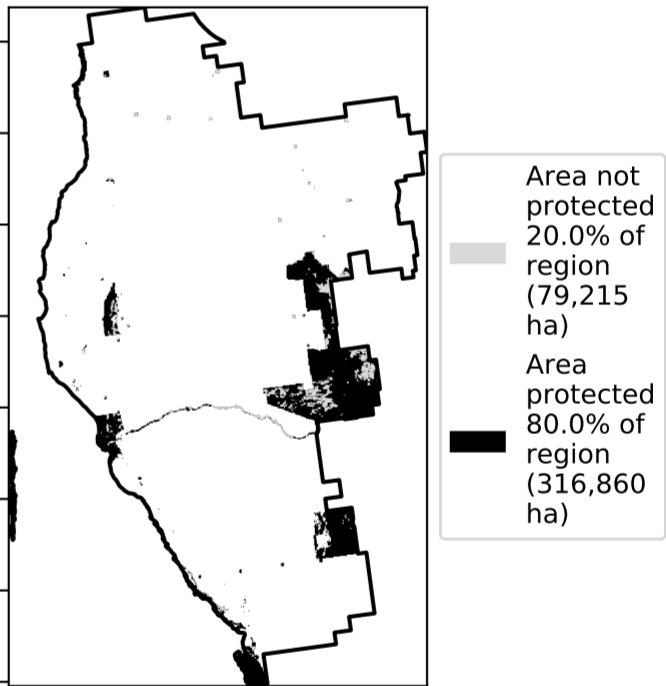 Area not
protected
20.0% of
region
(79,215
ha)
Area
protected
80.0% of
region
(316,860
ha)